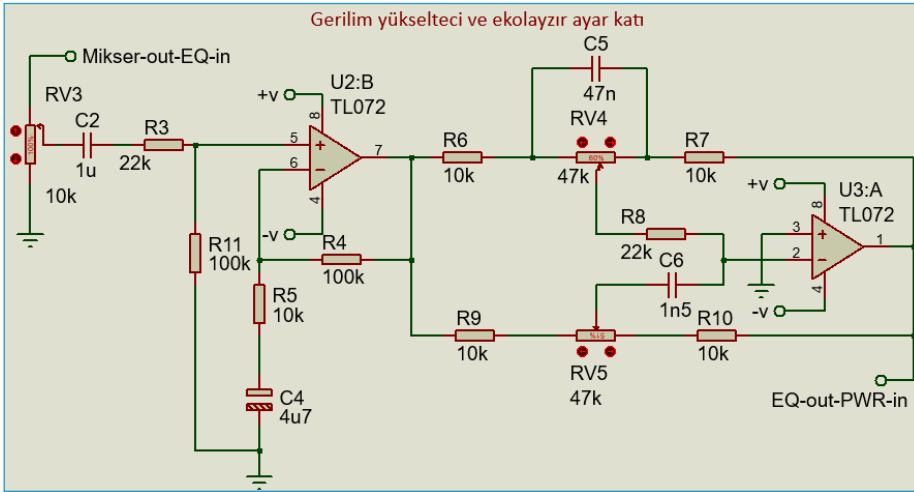 Gerilim yükselteci ve ekolayzır ayar katı
Mikser-out-EQ-in
RV3
100%
10k
C2
1u
R3
22k
R11
100k
+v
U2:B
TL072
8
5
6
7
4
-v
R4
100k
R5
10k
C4
4u7
R6
10k
C5
47n
RV4
60%
47k
R7
10k
R8
22k
C6
1n5
R9
10k
RV5
51%
47k
R10
10k
+v
U3:A
TL072
8
3
2
1
4
-v
EQ-out-PWR-in